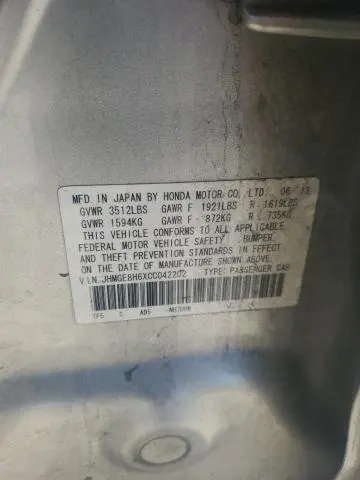 MFD IN JAPAN BY HONDA MOTOR CO.,LTD. 06/12
GVWR 3512LBS GAWR F 1921LBS R 1619LBS
GVWR 1594KG GAWR F 872KG R 735KG
THIS VEHICLE CONFORMS TO ALL APPLICABLE
FEDERAL MOTOR VEHICLE SAFETY, BUMPER,
AND THEFT PREVENTION STANDARDS IN EFFECT
ON THE DATE OF MANUFACTURE SHOWN ABOVE.
V.I.N. JHMGE8H6XCC042202 TYPE: PASSENGER CAR
TF5 C AD5